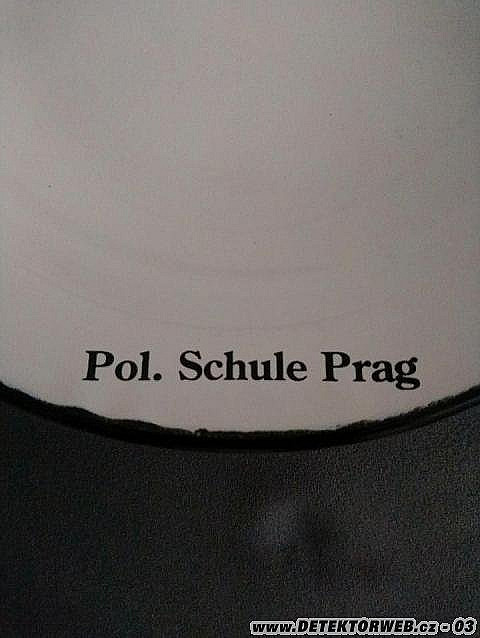 Pol. Schule Prag
www.DETEKTORWEB.cz - 03